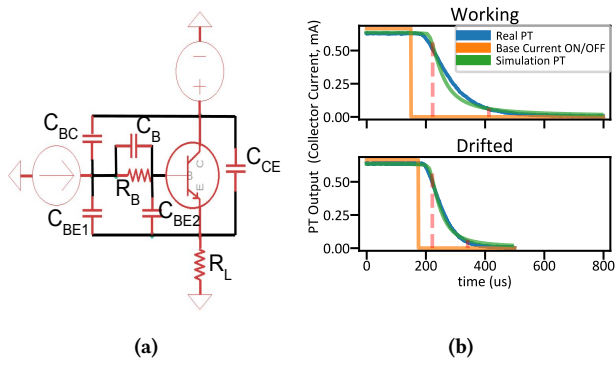 (a)
C_BC
C_B
R_B
C_BE1
C_BE2
C_CE
B
C
E
R_L
− +
Working
Real PT
Base Current ON/OFF
Simulation PT
0.50
0.25
0.00
Drifted
0.50
0.25
0.00
PT Output (Collector Current, mA)
0 200 400 600 800
time (us)
(b)